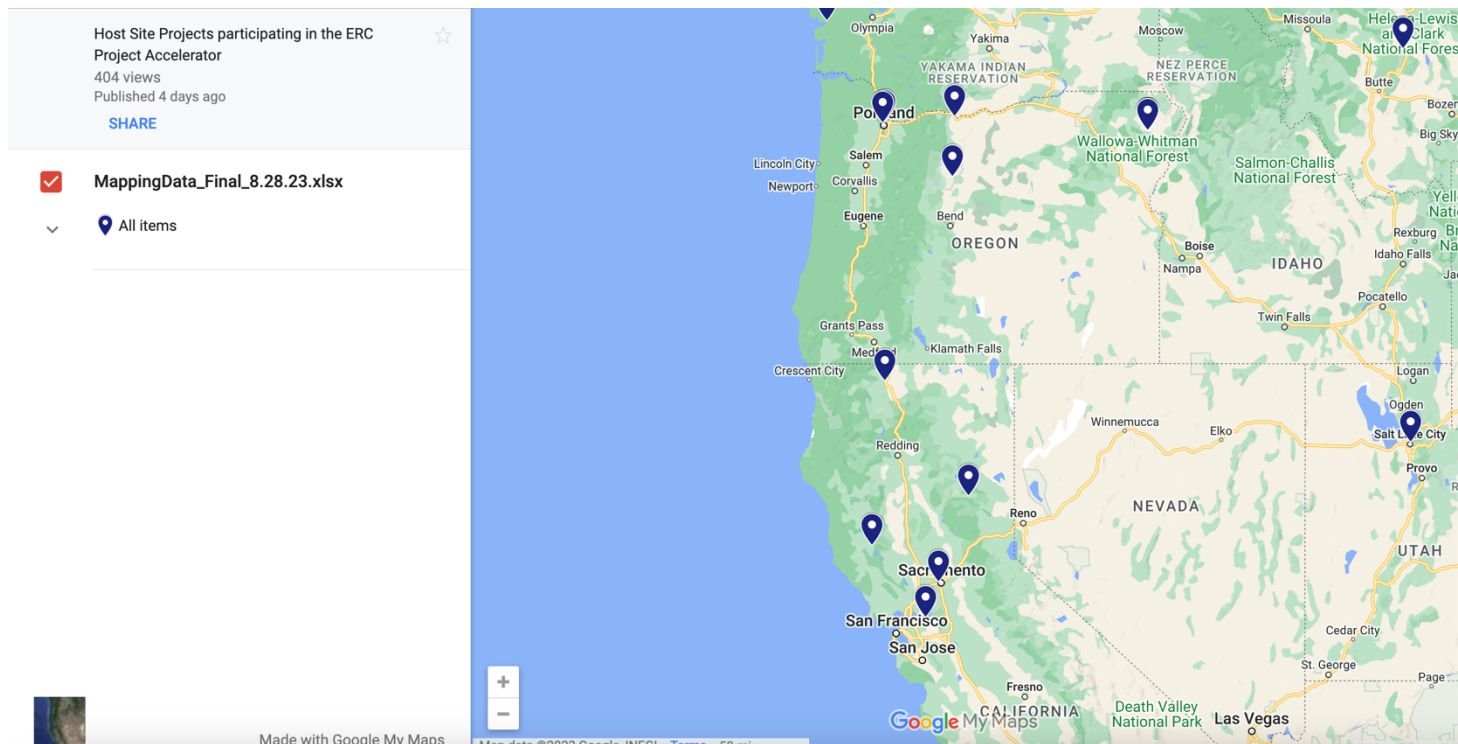 Host Site Projects participating in the ERC
Project Accelerator
404 views
Published 4 days ago
SHARE
MappingData_Final_8.28.23.xlsx
All items
Made with Google My Maps
Olympia
Yakima
Moscow
Missoula
Helena-Lewis
and Clark
National Fores
YAKAMA INDIAN
RESERVATION
NEZ PERCE
RESERVATION
Butte
Bozer
Portland
Big Sky
Wallowa-Whitman
National Forest
Lincoln City
Salem
Salmon-Challis
National Forest
Newport
Corvallis
Yell
Nati
Eugene
Bend
Rexburg
OREGON
Boise
Idaho Falls
Nampa
IDAHO
Pocatello
Twin Falls
Grants Pass
Medford
Klamath Falls
Crescent City
Logan
Ogden
Winnemucca
Elko
Salt Lake City
Redding
Provo
Reno
NEVADA
UTAH
Sacramento
San Francisco
San Jose
Cedar City
St. George
Page
Fresno
CALIFORNIA
Death Valley
National Park
Las Vegas
Google My Maps
+
−
Map data ©2023 Google, INEGI Terms 50 mi